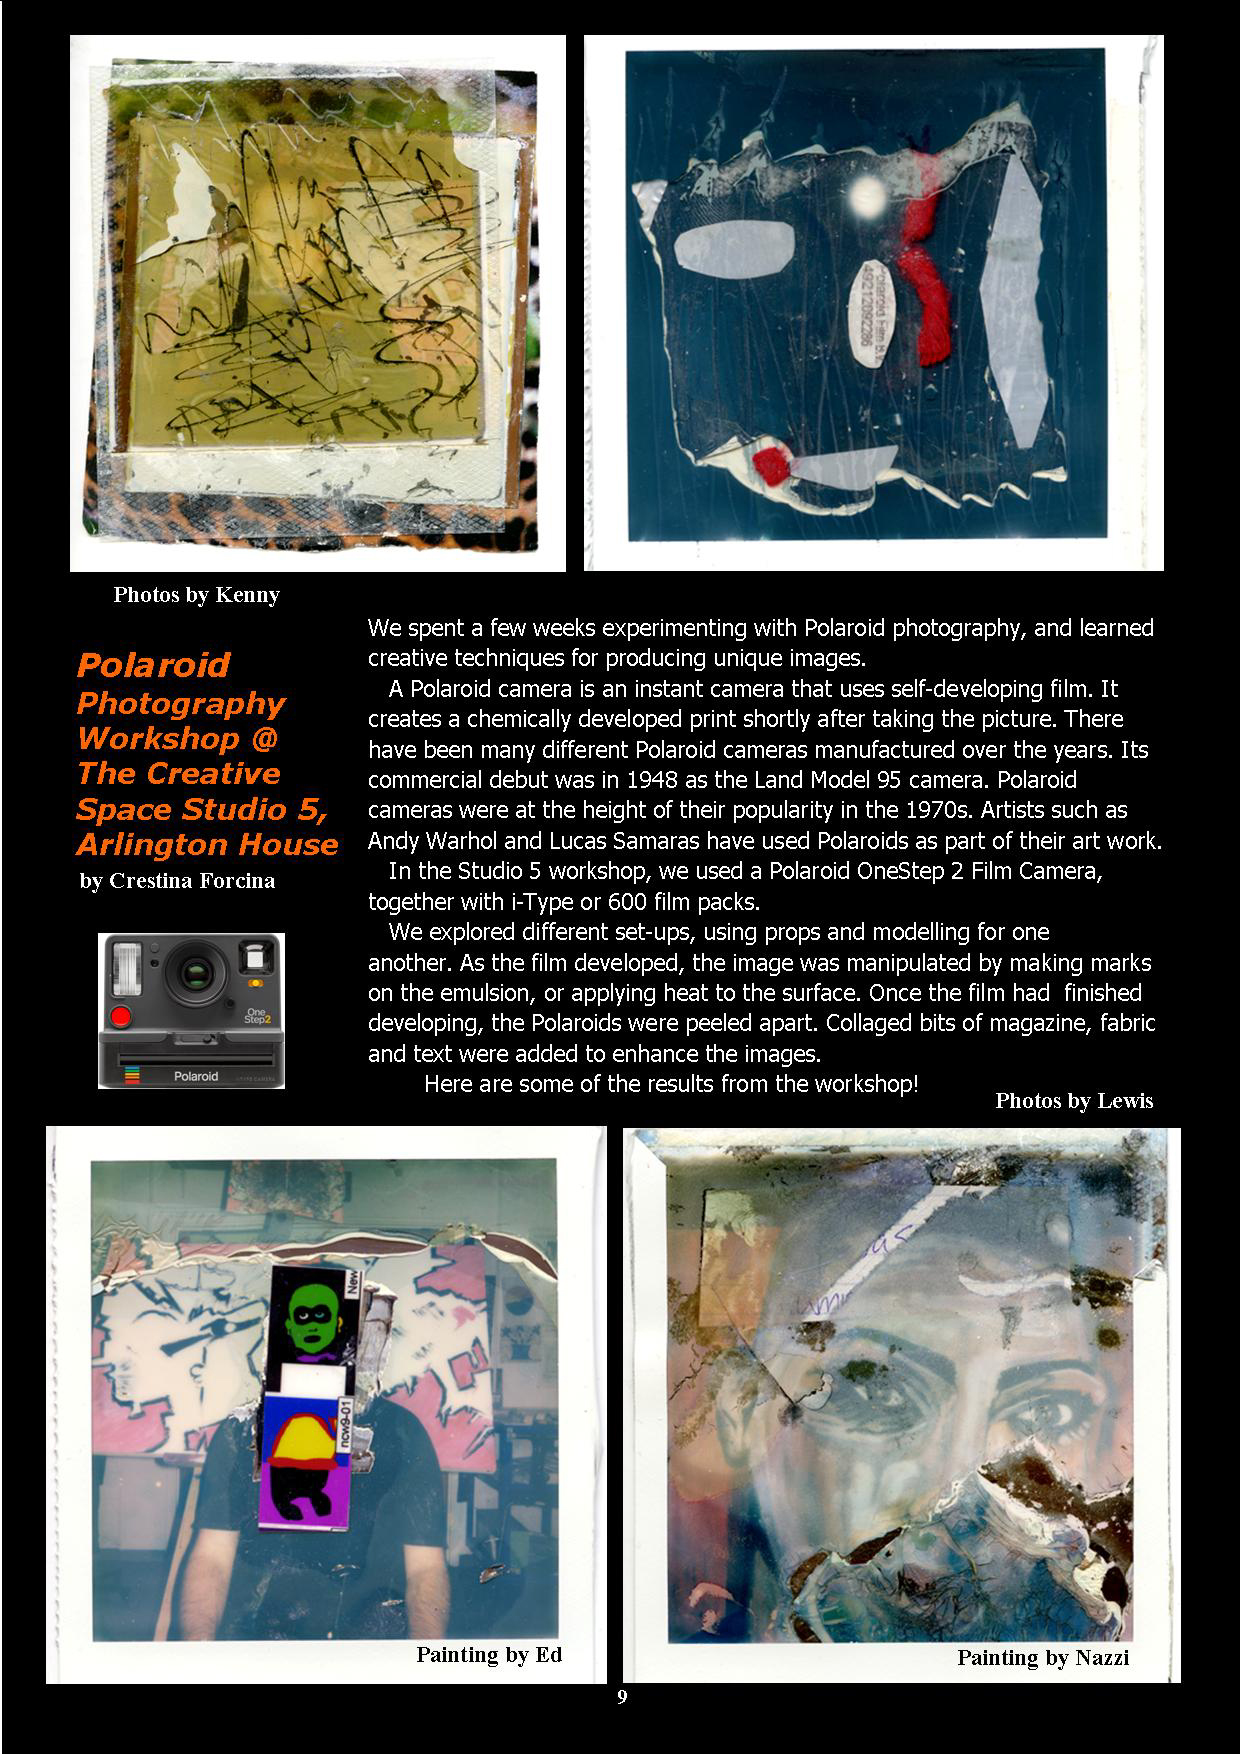 Polaroid Film B.V.
4921209286
Photos by Kenny
Polaroid
Photography
Workshop @
The Creative
Space Studio 5,
Arlington House
by Crestina Forcina
One
Step2
Polaroid
We spent a few weeks experimenting with Polaroid photography, and learned
creative techniques for producing unique images.
A Polaroid camera is an instant camera that uses self-developing film. It
creates a chemically developed print shortly after taking the picture. There
have been many different Polaroid cameras manufactured over the years. Its
commercial debut was in 1948 as the Land Model 95 camera. Polaroid
cameras were at the height of their popularity in the 1970s. Artists such as
Andy Warhol and Lucas Samaras have used Polaroids as part of their art work.
In the Studio 5 workshop, we used a Polaroid OneStep 2 Film Camera,
together with i-Type or 600 film packs.
We explored different set-ups, using props and modelling for one
another. As the film developed, the image was manipulated by making marks
on the emulsion, or applying heat to the surface. Once the film had  finished
developing, the Polaroids were peeled apart. Collaged bits of magazine, fabric
and text were added to enhance the images.
Here are some of the results from the workshop!
Photos by Lewis
New
ncw9-01
Painting by Ed
Painting by Nazzi
9